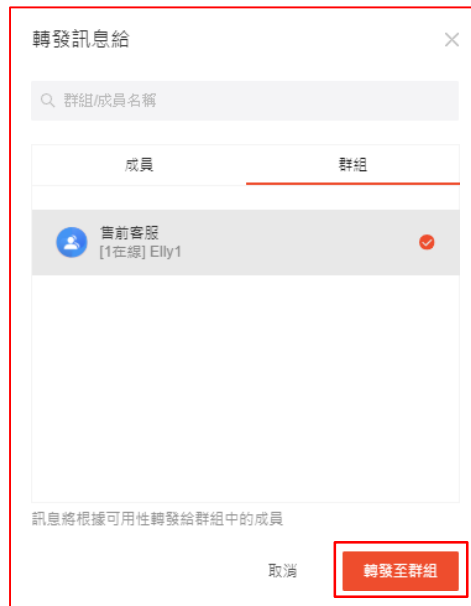 轉發訊息給
群組/成員名稱
成員
群組
售前客服
[1在線] Elly1
訊息將根據可用性轉發給群組中的成員
取消
轉發至群組